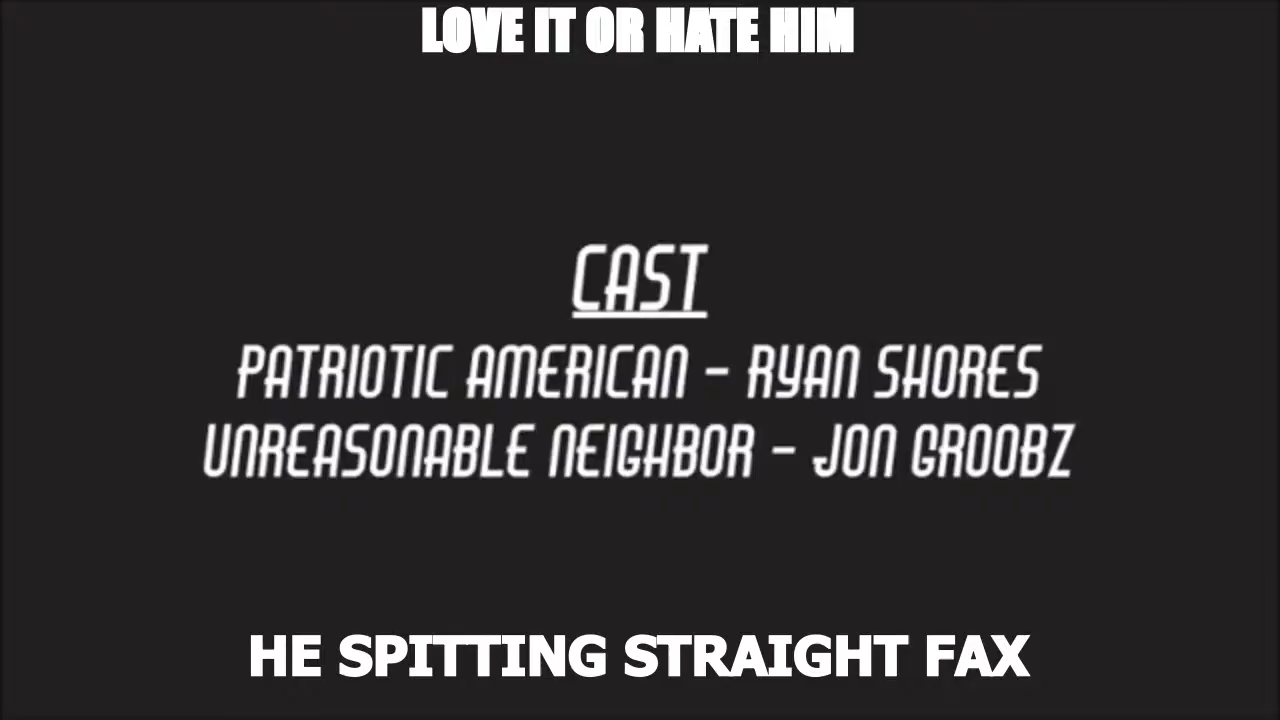 LOVE IT OR HATE HIM
CAST
PATRIOTIC AMERICAN - RYAN SHORES
UNREASONABLE NEIGHBOR - JON GROOBZ
HE SPITTING STRAIGHT FAX